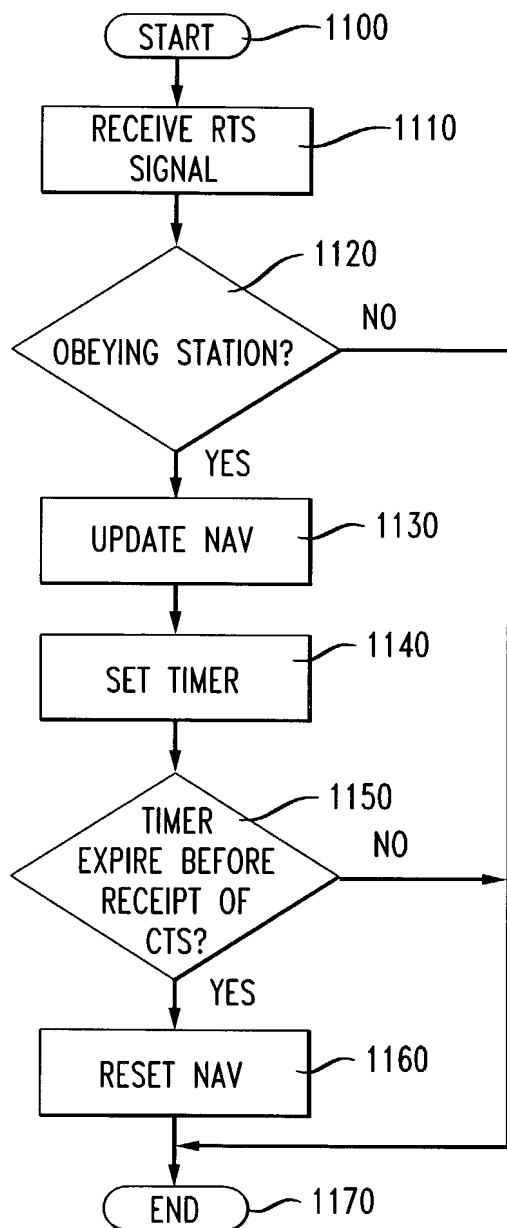 START
1100
RECEIVE RTS
SIGNAL
1110
1120
OBEYING STATION?
NO
YES
UPDATE NAV
1130
SET TIMER
1140
1150
TIMER
EXPIRE BEFORE
RECEIPT OF
CTS?
NO
YES
RESET NAV
1160
END
1170